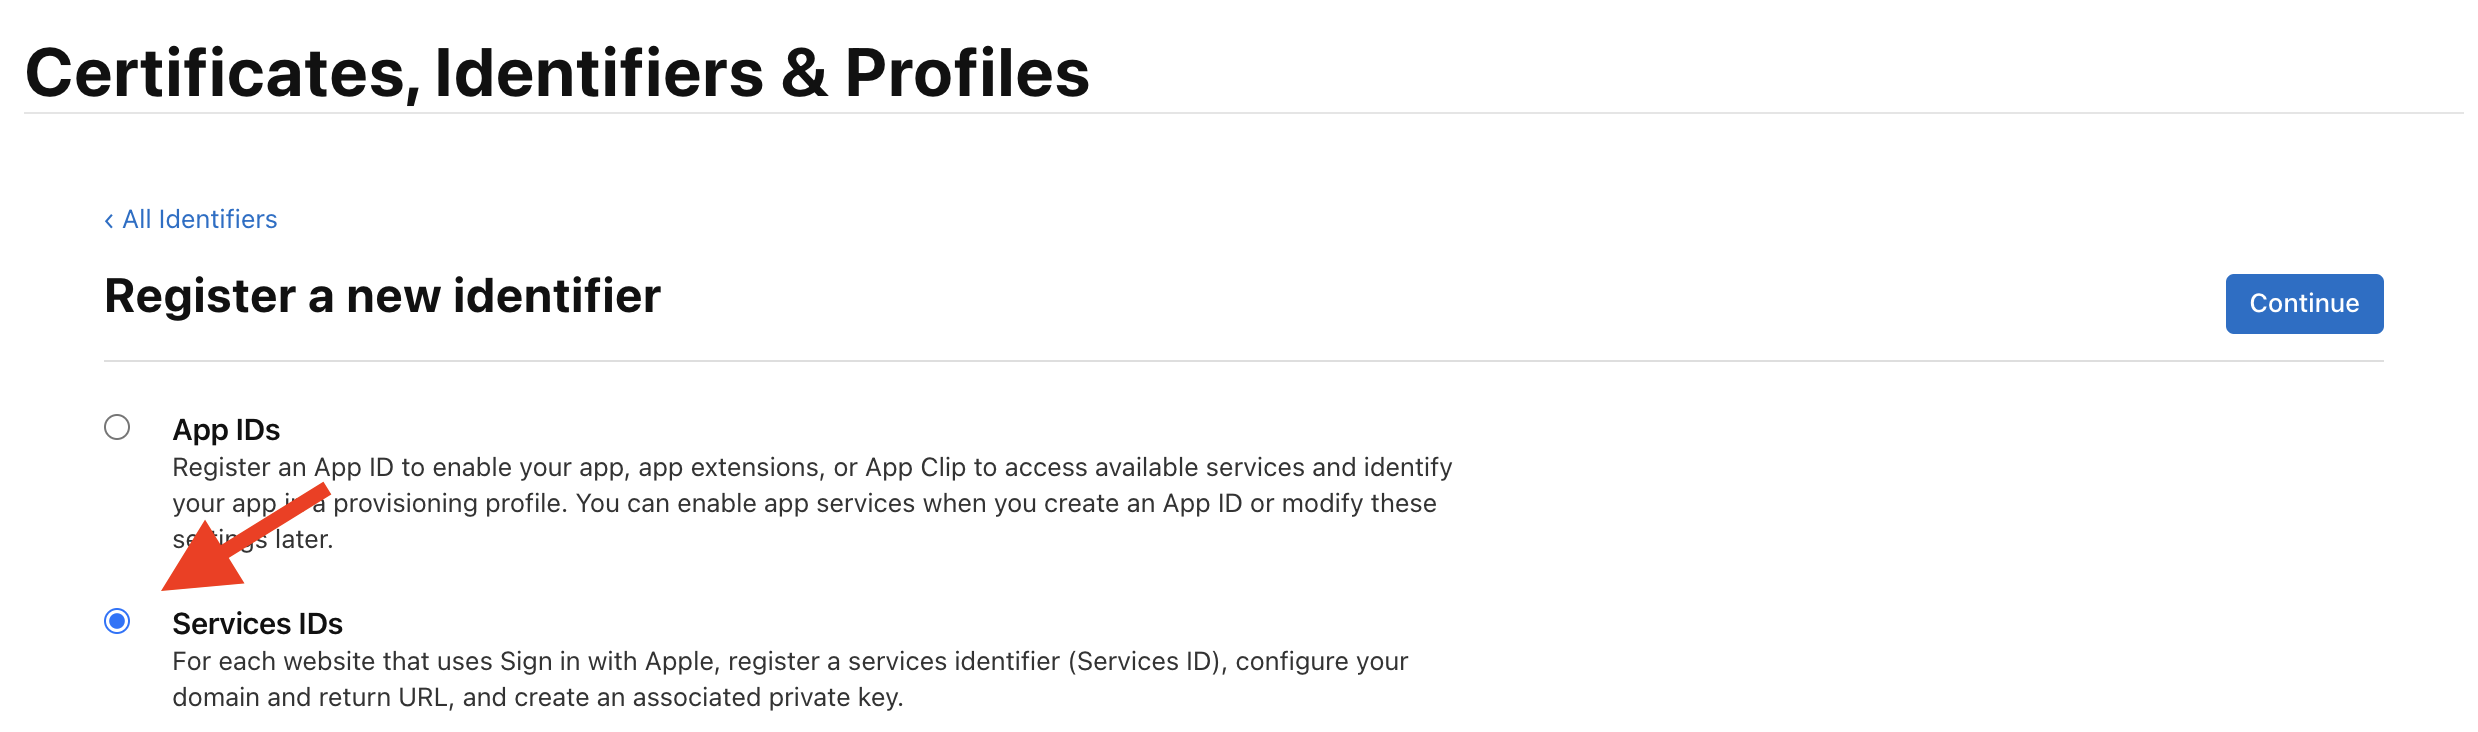 Certificates, Identifiers & Profiles
‹ All Identifiers
Register a new identifier
Continue
App IDs
Register an App ID to enable your app, app extensions, or App Clip to access available services and identify
your app in a provisioning profile. You can enable app services when you create an App ID or modify these
settings later.
Services IDs
For each website that uses Sign in with Apple, register a services identifier (Services ID), configure your
domain and return URL, and create an associated private key.